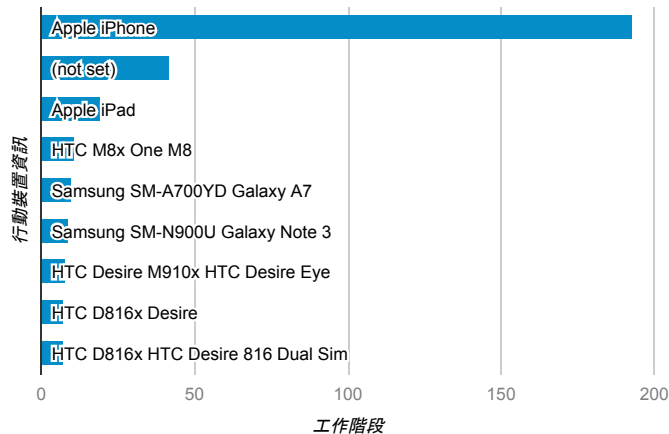 Apple iPhone
(not set)
Apple iPad
HTC M8x One M8
Samsung SM-A700YD Galaxy A7
Samsung SM-N900U Galaxy Note 3
HTC Desire M910x HTC Desire Eye
HTC D816x Desire
HTC D816x HTC Desire 816 Dual Sim
行動裝置資訊
0 50 100 150 200
工作階段